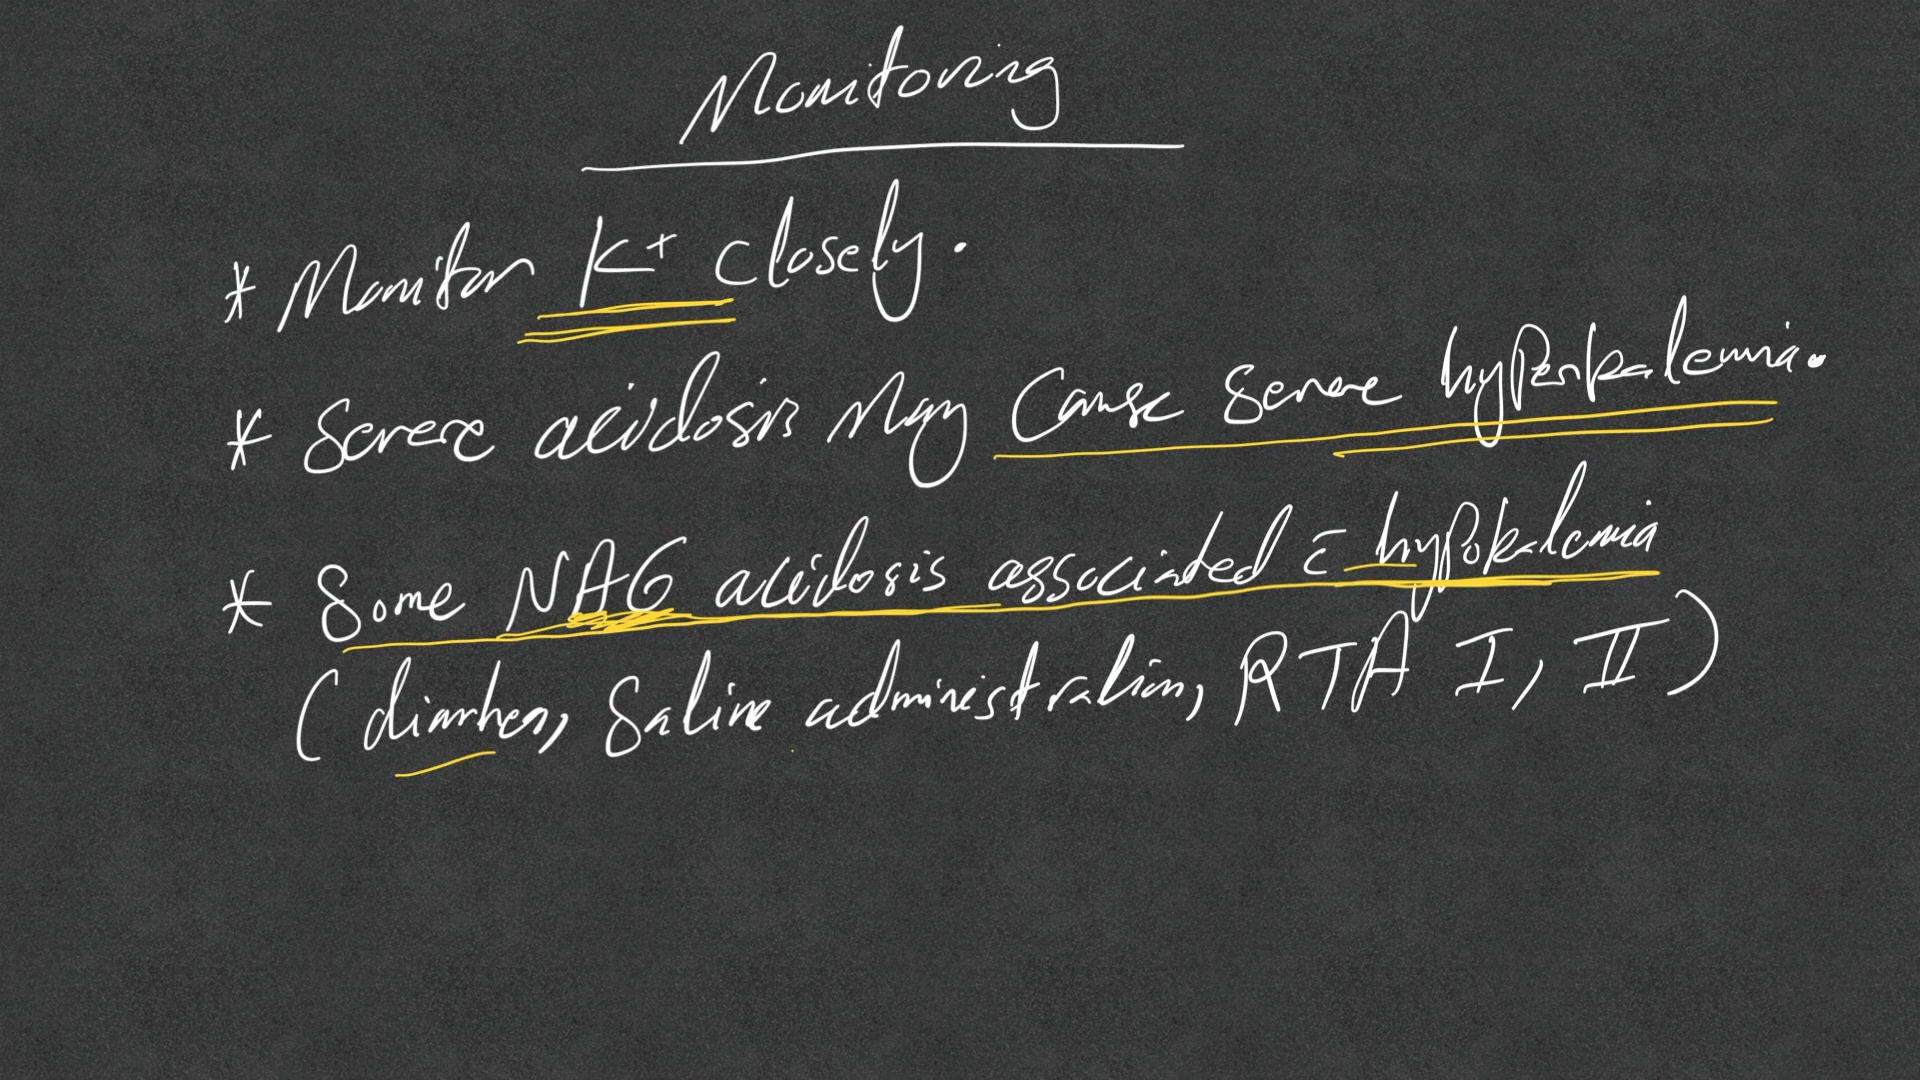 Monitoring
* Monitor K+ closely.
* Severe acidosis may cause severe hyperkalemia.
* Some NAG acidosis associated c̄ hypokalemia
(diarrhea, Saline administration, RTA I, II)